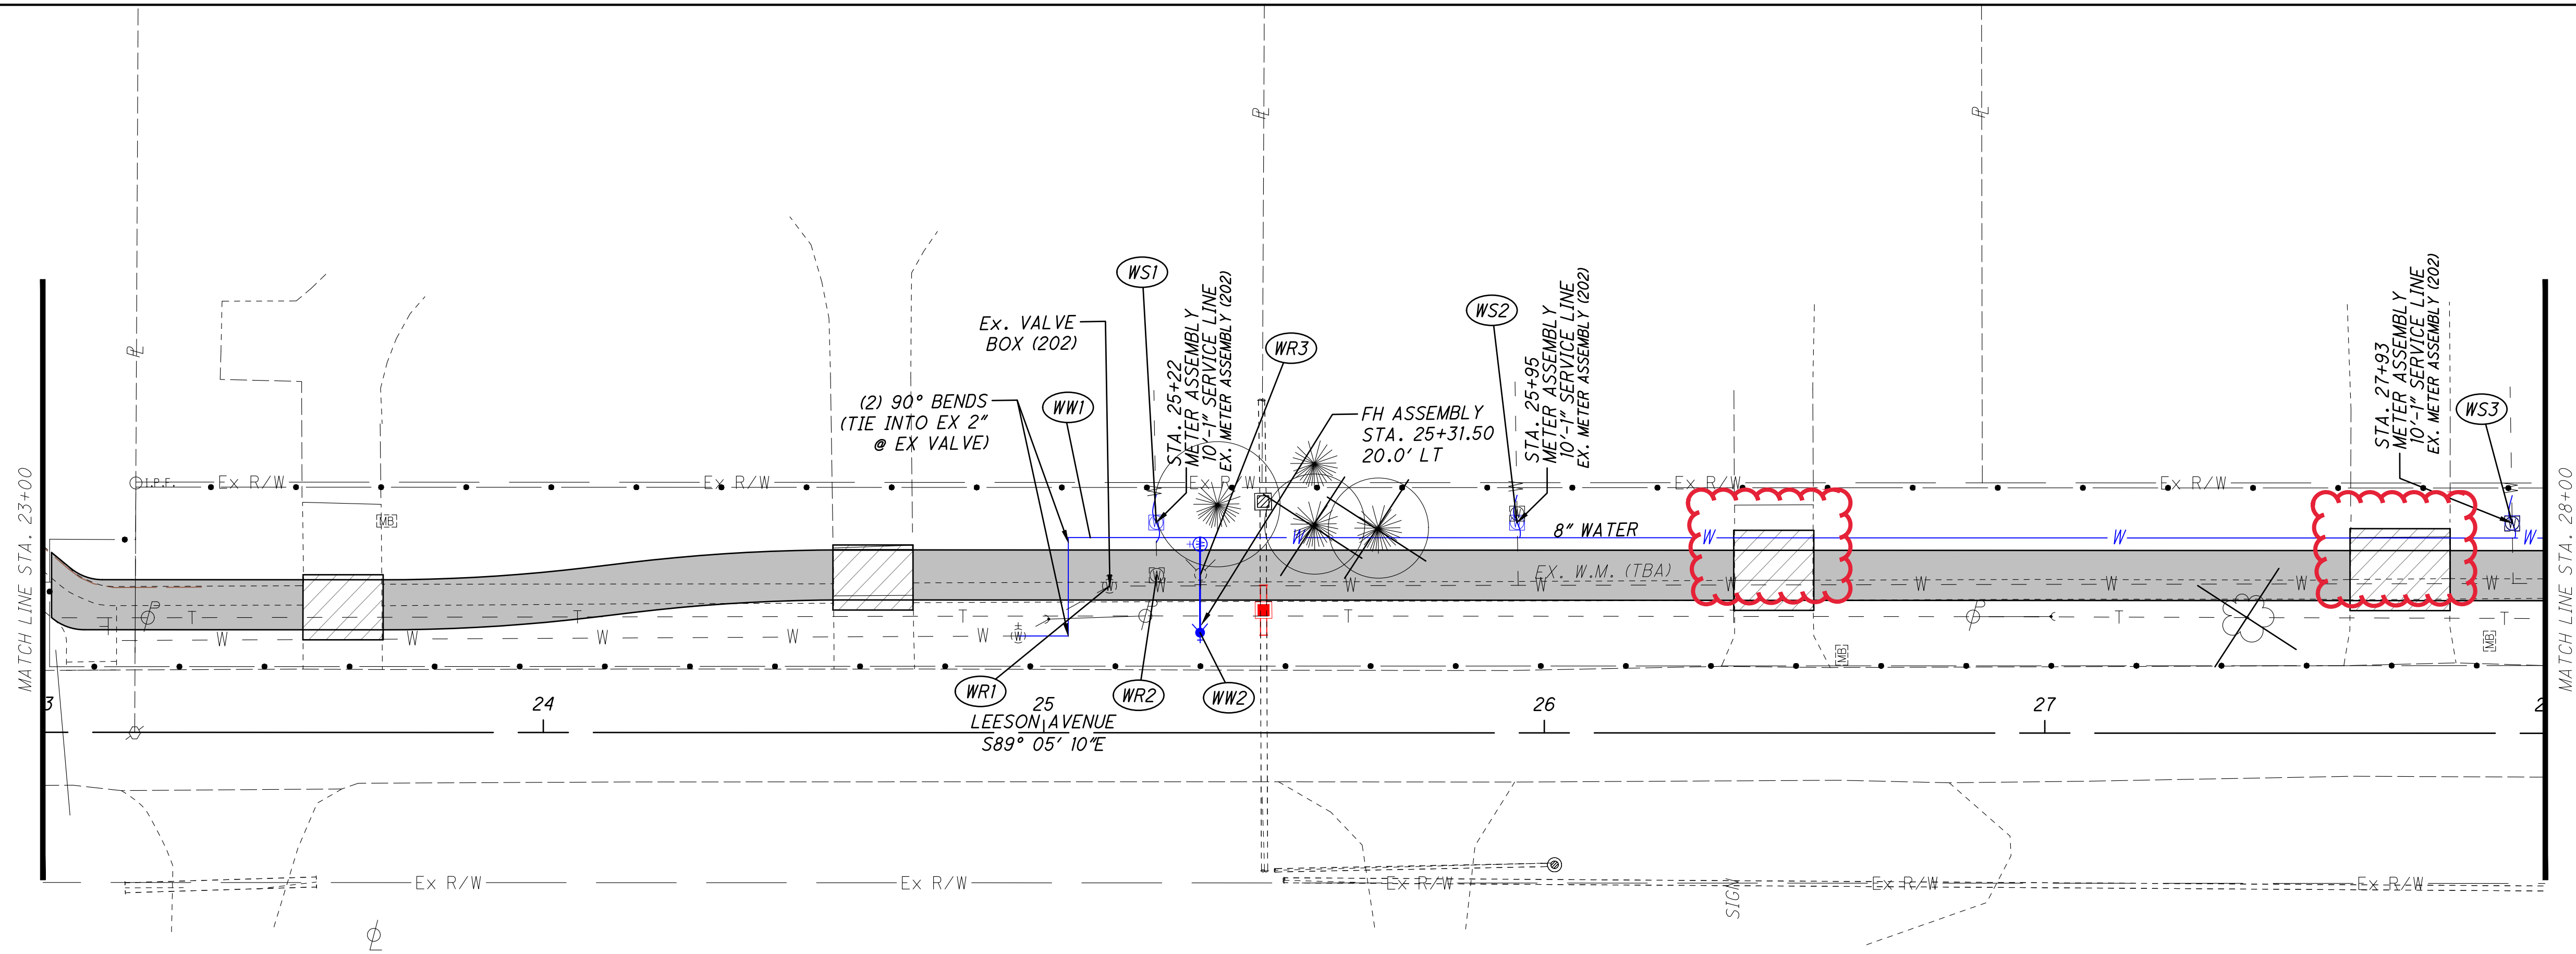 ℄
℄
℄
WS1
STA. 25+22
METER ASSEMBLY
10'-1" SERVICE LINE
EX. METER ASSEMBLY (202)
WS2
STA. 25+95
METER ASSEMBLY
10'-1" SERVICE LINE
EX. METER ASSEMBLY (202)
STA. 27+93
METER ASSEMBLY
10'-1" SERVICE LINE
EX. METER ASSEMBLY (202)
WS3
Ex. VALVE
BOX (202)
WR3
(2) 90° BENDS
(TIE INTO EX 2"
@ EX VALVE)
WW1
FH ASSEMBLY
STA. 25+31.50
20.0' LT
MATCH LINE STA. 23+00
MATCH LINE STA. 28+00
I.P.F.
Ex R/W
Ex R/W
Ex R/W
Ex R/W
Ex R/W
MB
8" WATER
W
W
W
W
EX. W.M. (TBA)
W
W
W
W
W
W
W
W
T
T
T
T
T
T
T
P
P
P
W
W
W
W
W
(W)
(W)
MB
MB
WR1
WR2
WW2
3
24
25
26
27
2
LEESON AVENUE
S89° 05' 10"E
Ex R/W
Ex R/W
Ex R/W
Ex R/W
Ex R/W
SIGN